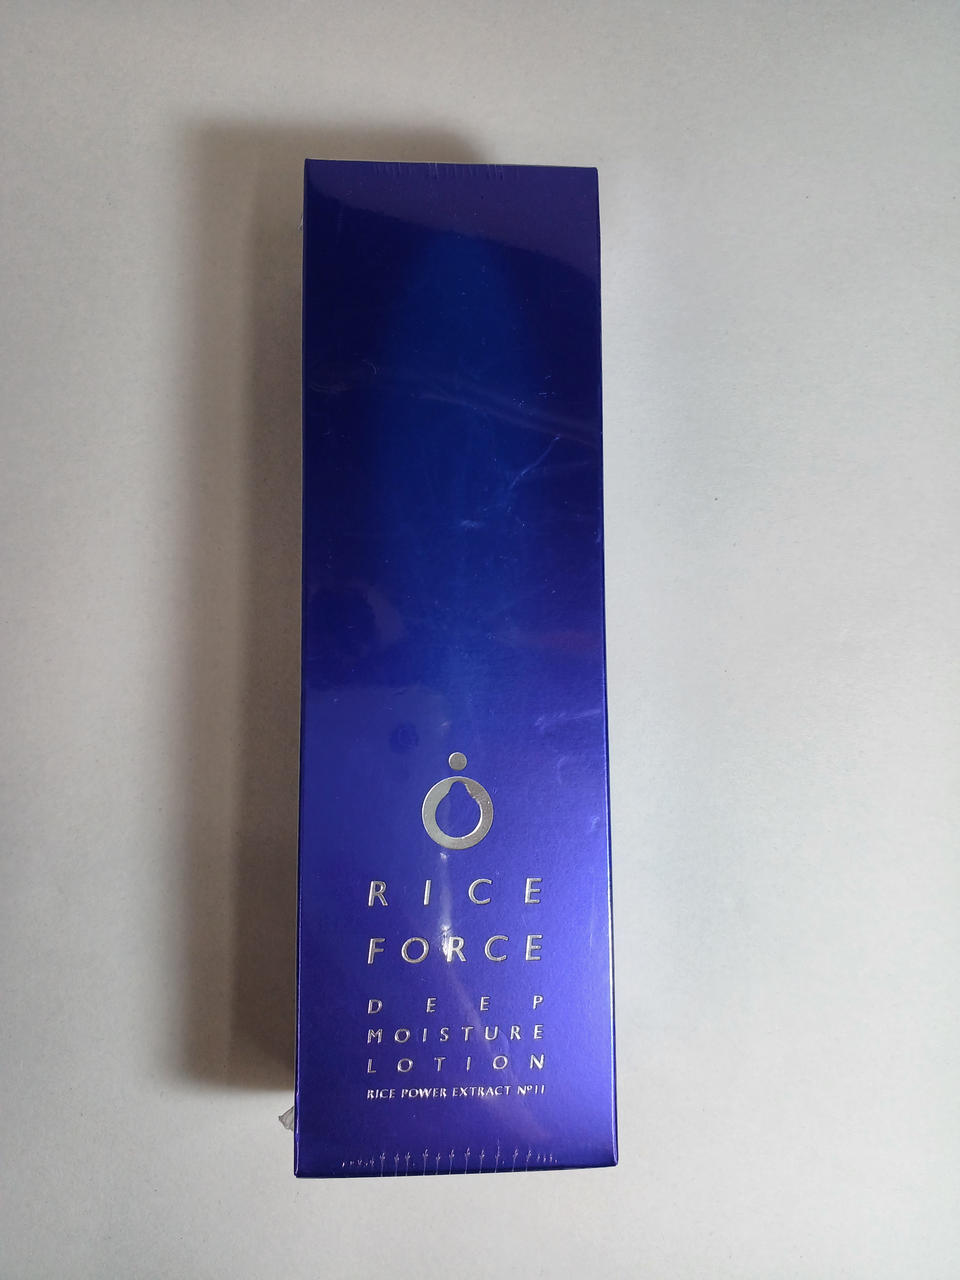 RICE
FORCE
DEEP
MOISTURE
LOTION
RICE POWER EXTRACT Nº11